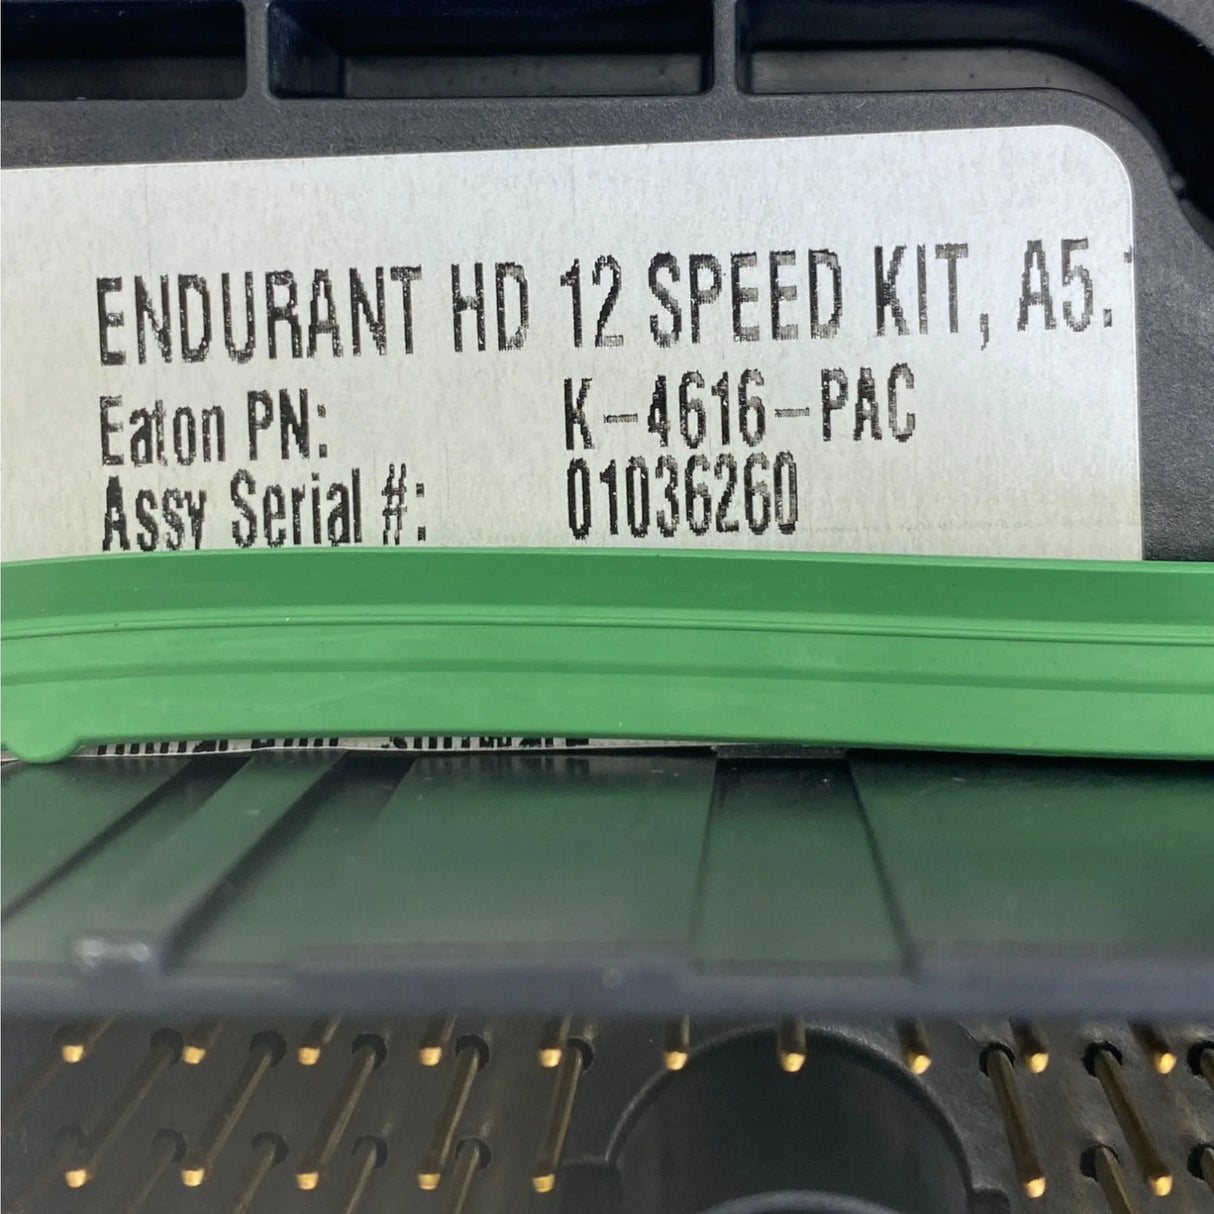 ENDURANT HD 12 SPEED KIT, A5.
Eaton PN: K-4616-PAC
Assy Serial #: 01036260